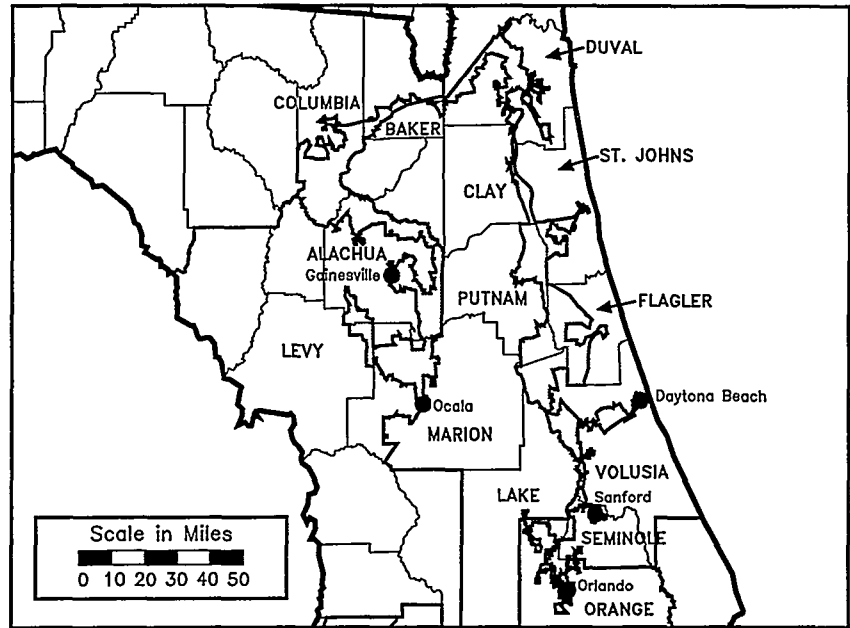 DUVAL
COLUMBIA
BAKER
ST. JOHNS
CLAY
ALACHUA
Gainesville
PUTNAM
FLAGLER
LEVY
Daytona Beach
Ocala
MARION
VOLUSIA
LAKE
Sanford
Scale in Miles
SEMINOLE
0 10 20 30 40 50
Orlando
ORANGE